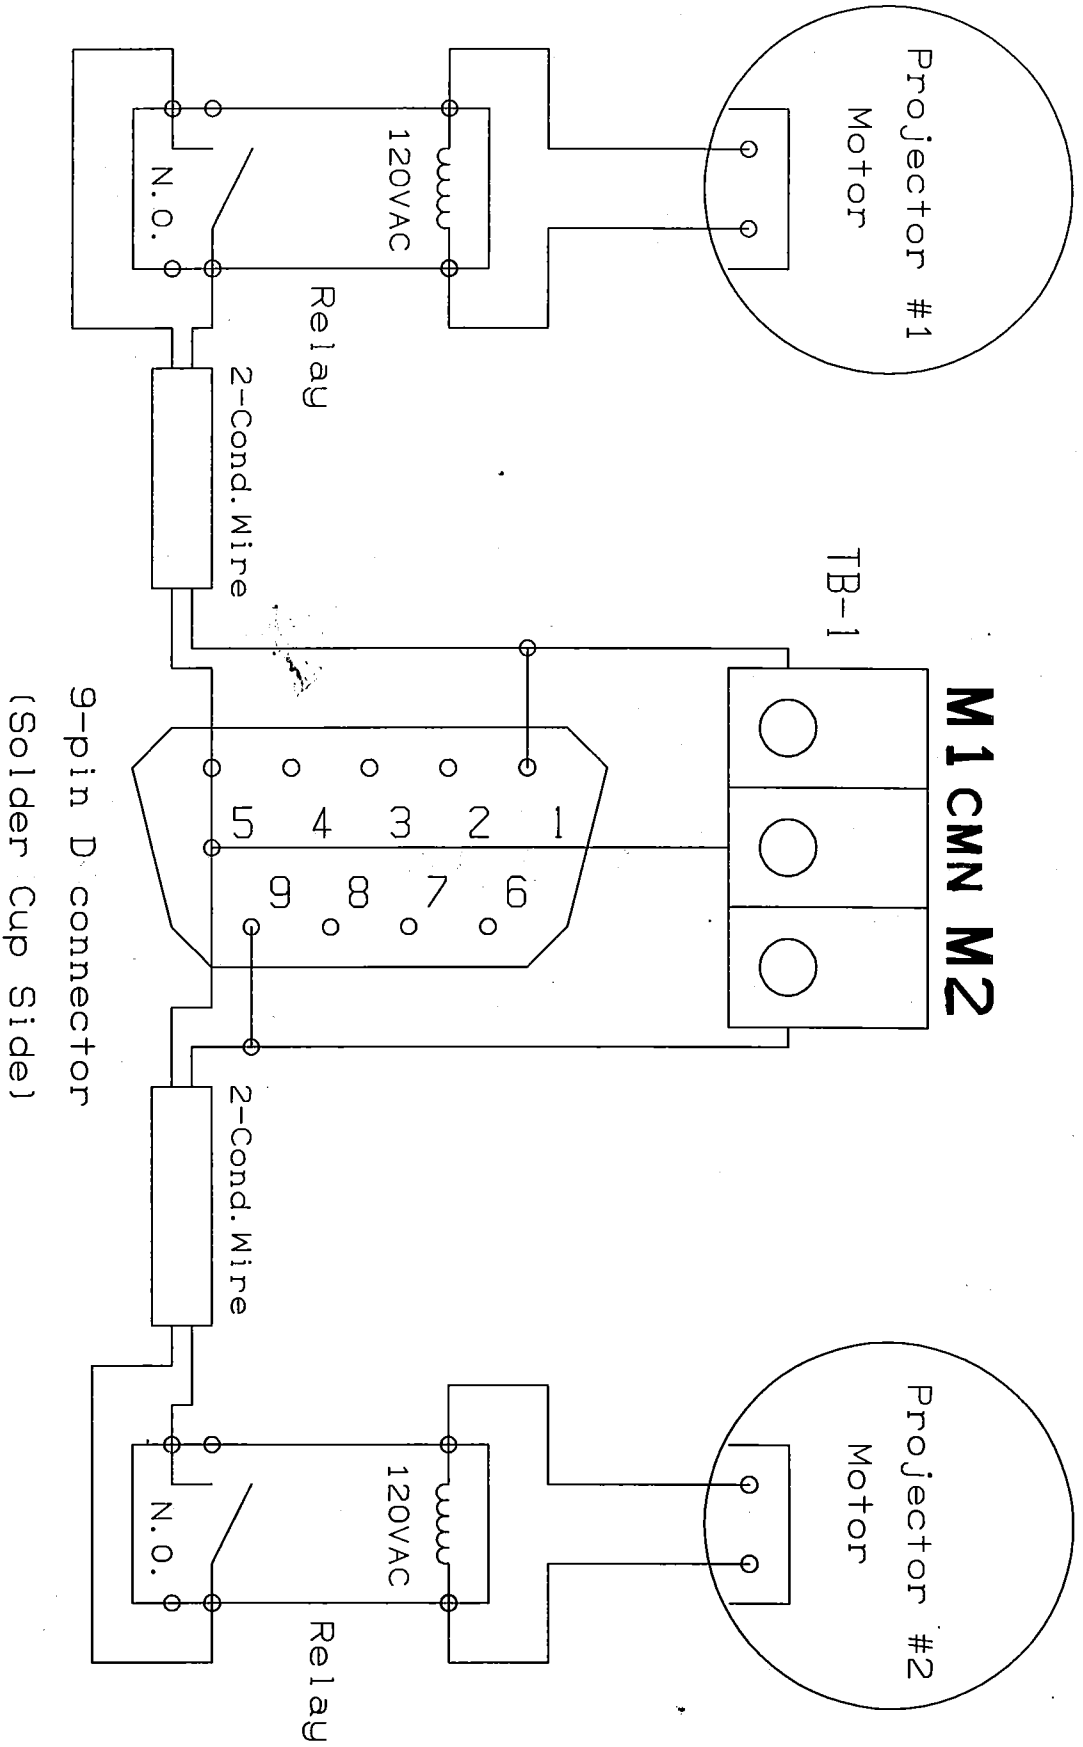 Projector #1
Motor
120VAC
N.O.
Relay
2-Cond.Wire
TB-1
M1 CMN M2
5 4 3 2 1
9 8 7 6
9-pin D connector
(Solder Cup Side)
2-Cond.Wire
Projector #2
Motor
120VAC
N.O.
Relay